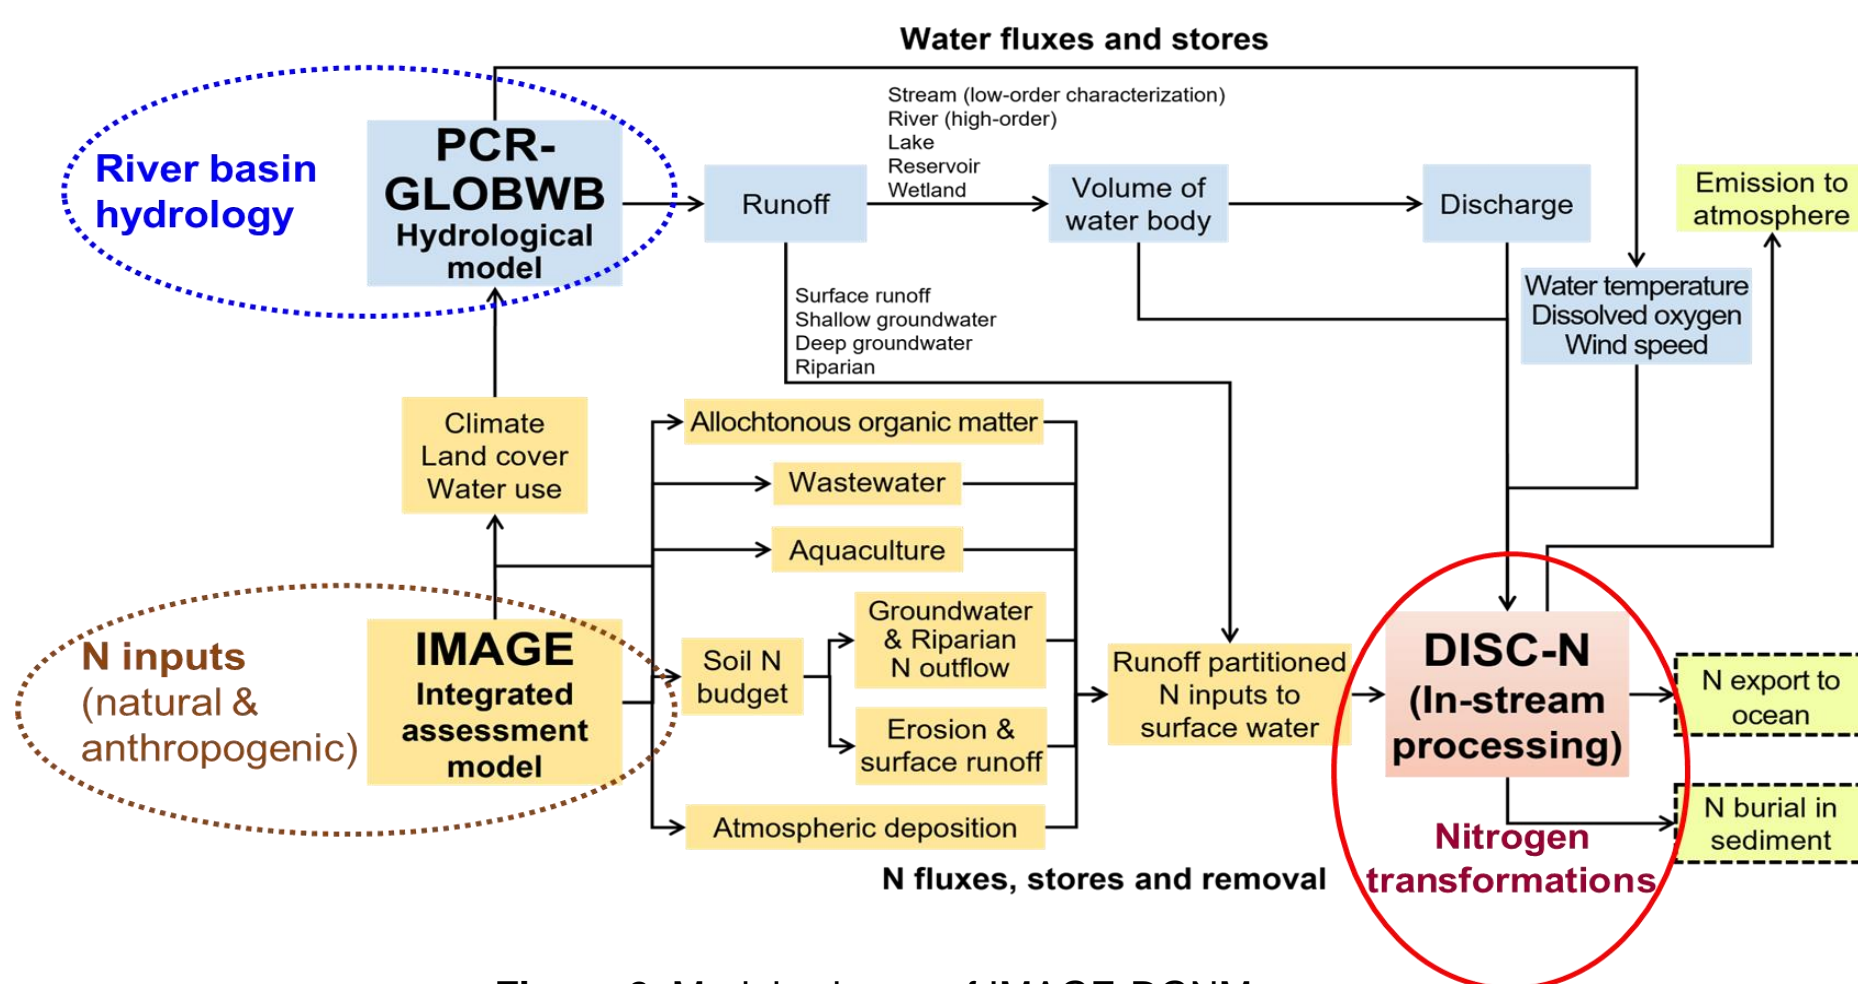 Water fluxes and stores
River basin
hydrology
PCR-
GLOBWB
Hydrological
model
Runoff
Stream (low-order characterization)
River (high-order)
Lake
Reservoir
Wetland
Volume of
water body
Discharge
Emission to
atmosphere
Water temperature
Dissolved oxygen
Wind speed
Surface runoff
Shallow groundwater
Deep groundwater
Riparian
Climate
Land cover
Water use
Allochtonous organic matter
Wastewater
Aquaculture
N inputs
(natural &
anthropogenic)
IMAGE
Integrated
assessment
model
Soil N
budget
Groundwater
& Riparian
N outflow
Erosion &
surface runoff
Atmospheric deposition
Runoff partitioned
N inputs to
surface water
DISC-N
(In-stream
processing)
N export to
ocean
N burial in
sediment
Nitrogen
transformations
N fluxes, stores and removal